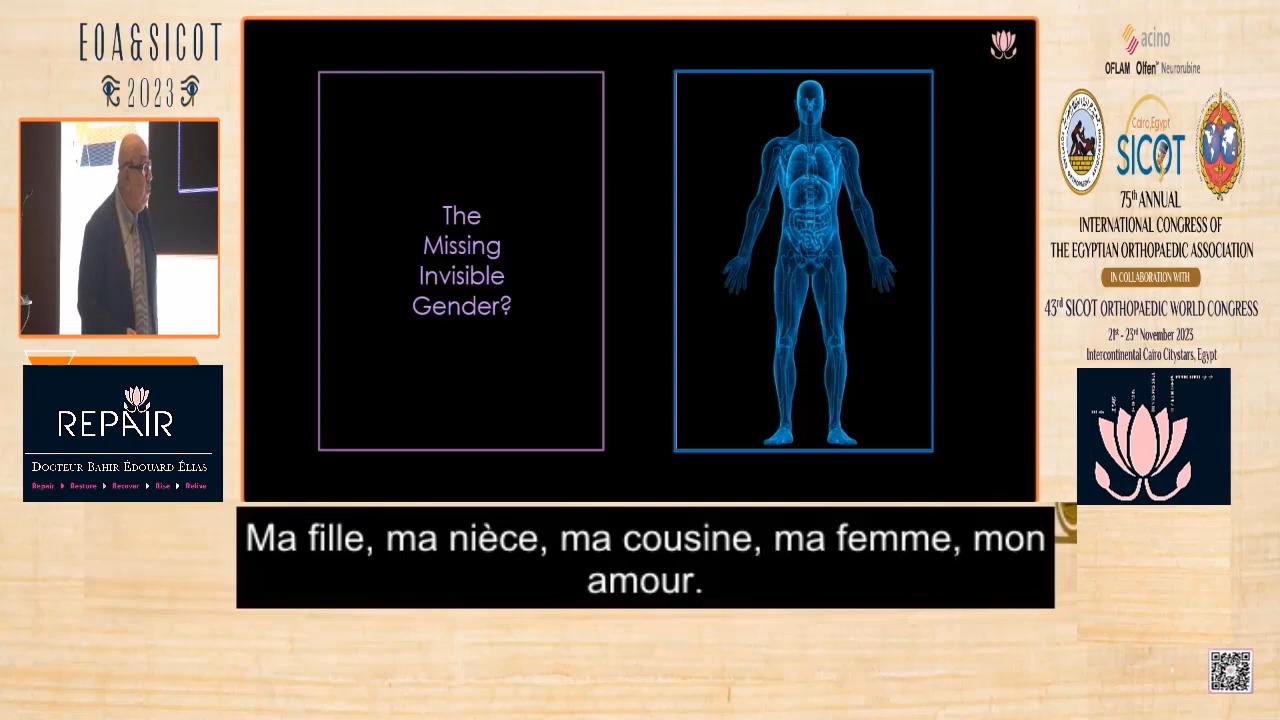 EOA&SICOT
2023
The
Missing
Invisible
Gender?
REPAIR
DOCTEUR BAHIR ÉDOUARD ÉLIAS
Repair Restore Recover Rise Relive
acino
OFLAM Olfen Neurorubine
Cairo, Egypt
SICOT
75th ANNUAL
INTERNATIONAL CONGRESS OF
THE EGYPTIAN ORTHOPAEDIC ASSOCIATION
IN COLLABORATION WITH
43rd SICOT ORTHOPAEDIC WORLD CONGRESS
21st - 23rd November 2023
Intercontinental Cairo Citystars, Egypt
Ma fille, ma nièce, ma cousine, ma femme, mon
amour.